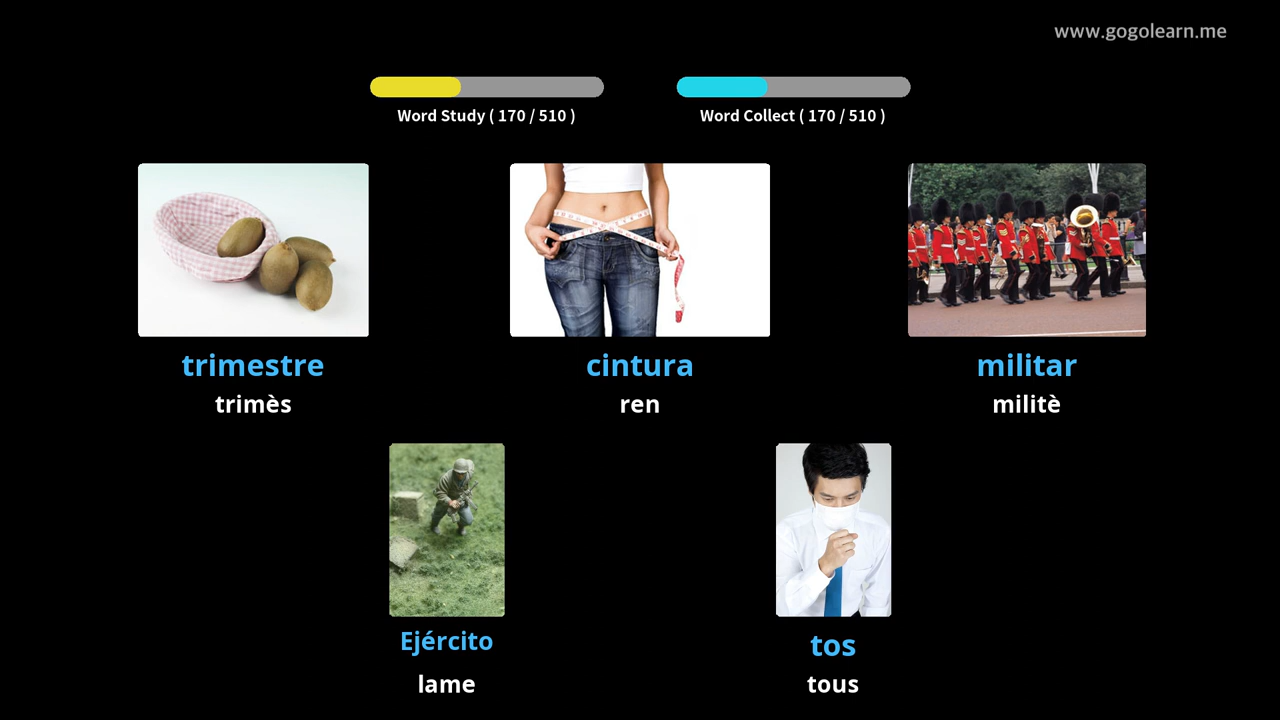 www.gogolearn.me
Word Study ( 170 / 510 )
Word Collect ( 170 / 510 )
trimestre
trimès
cintura
ren
militar
militè
Ejército
lame
tos
tous